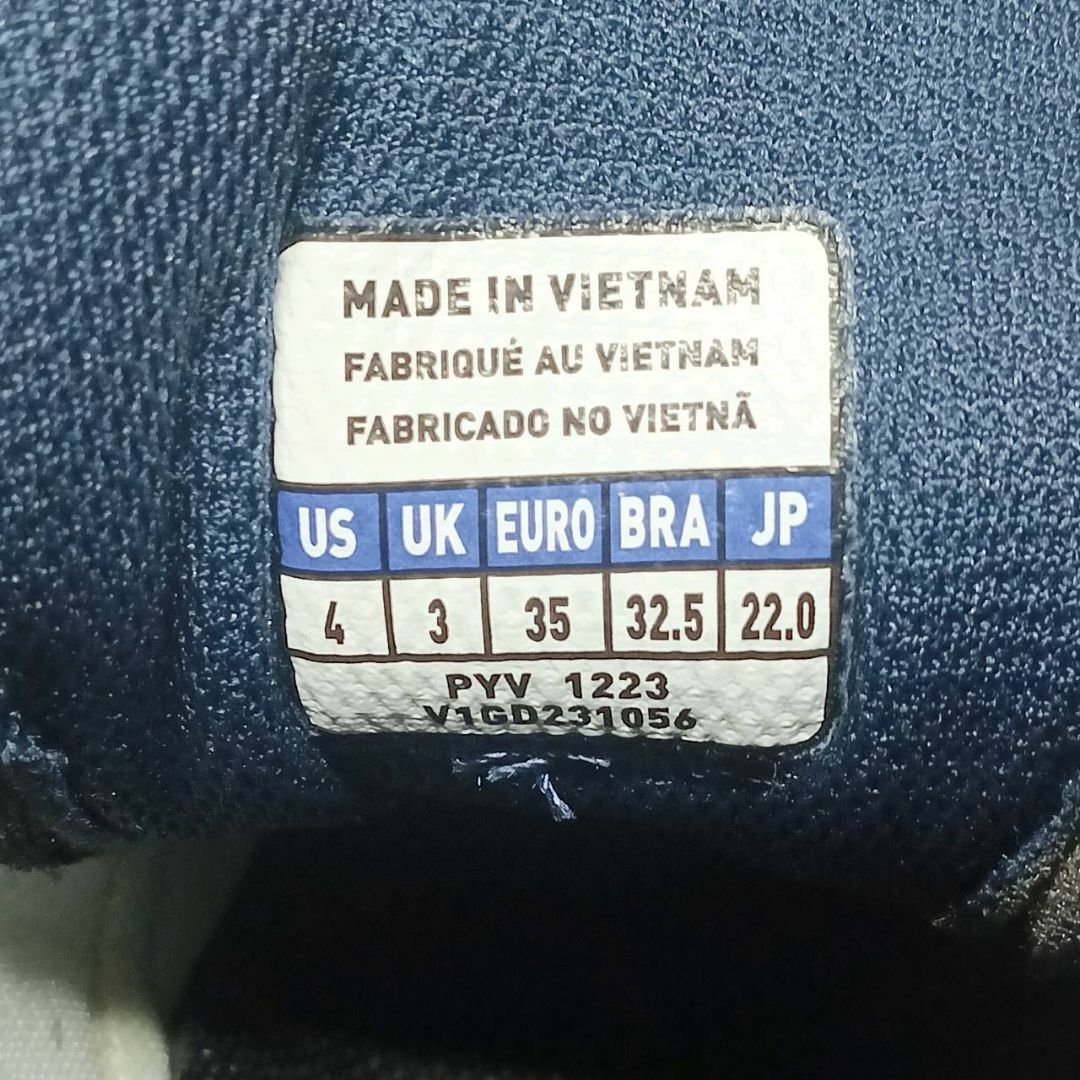 MADE IN VIETNAM
FABRIQUÉ AU VIETNAM
FABRICADO NO VIETNÃ
US UK EURO BRA JP
4 3 35 32.5 22.0
PYV 1223
V1GD231056